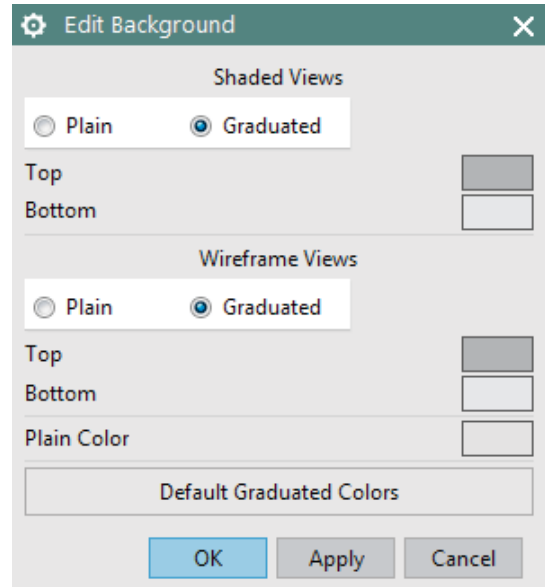 Edit Background
Shaded Views
Plain Graduated
Top
Bottom
Wireframe Views
Plain Graduated
Top
Bottom
Plain Color
Default Graduated Colors
OK Apply Cancel